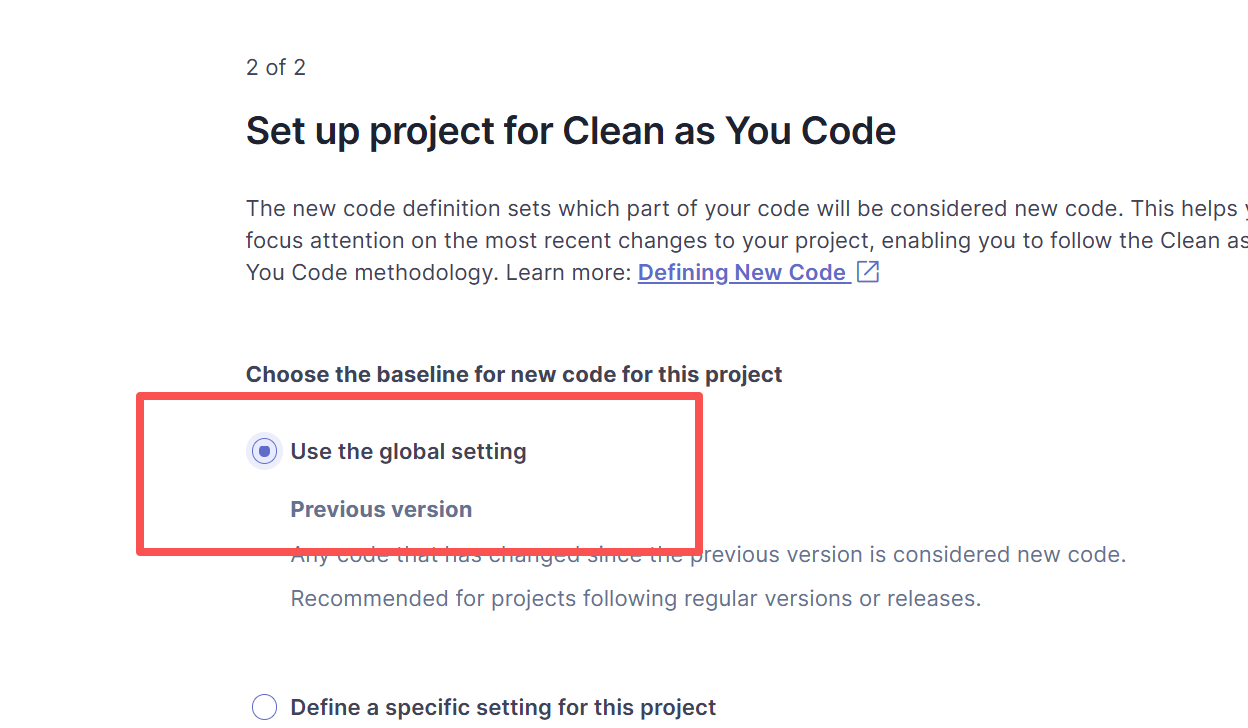 2 of 2
Set up project for Clean as You Code
The new code definition sets which part of your code will be considered new code. This helps
focus attention on the most recent changes to your project, enabling you to follow the Clean as
You Code methodology. Learn more: Defining New Code
Choose the baseline for new code for this project
Use the global setting
Previous version
Any code that has changed since the previous version is considered new code.
Recommended for projects following regular versions or releases.
Define a specific setting for this project